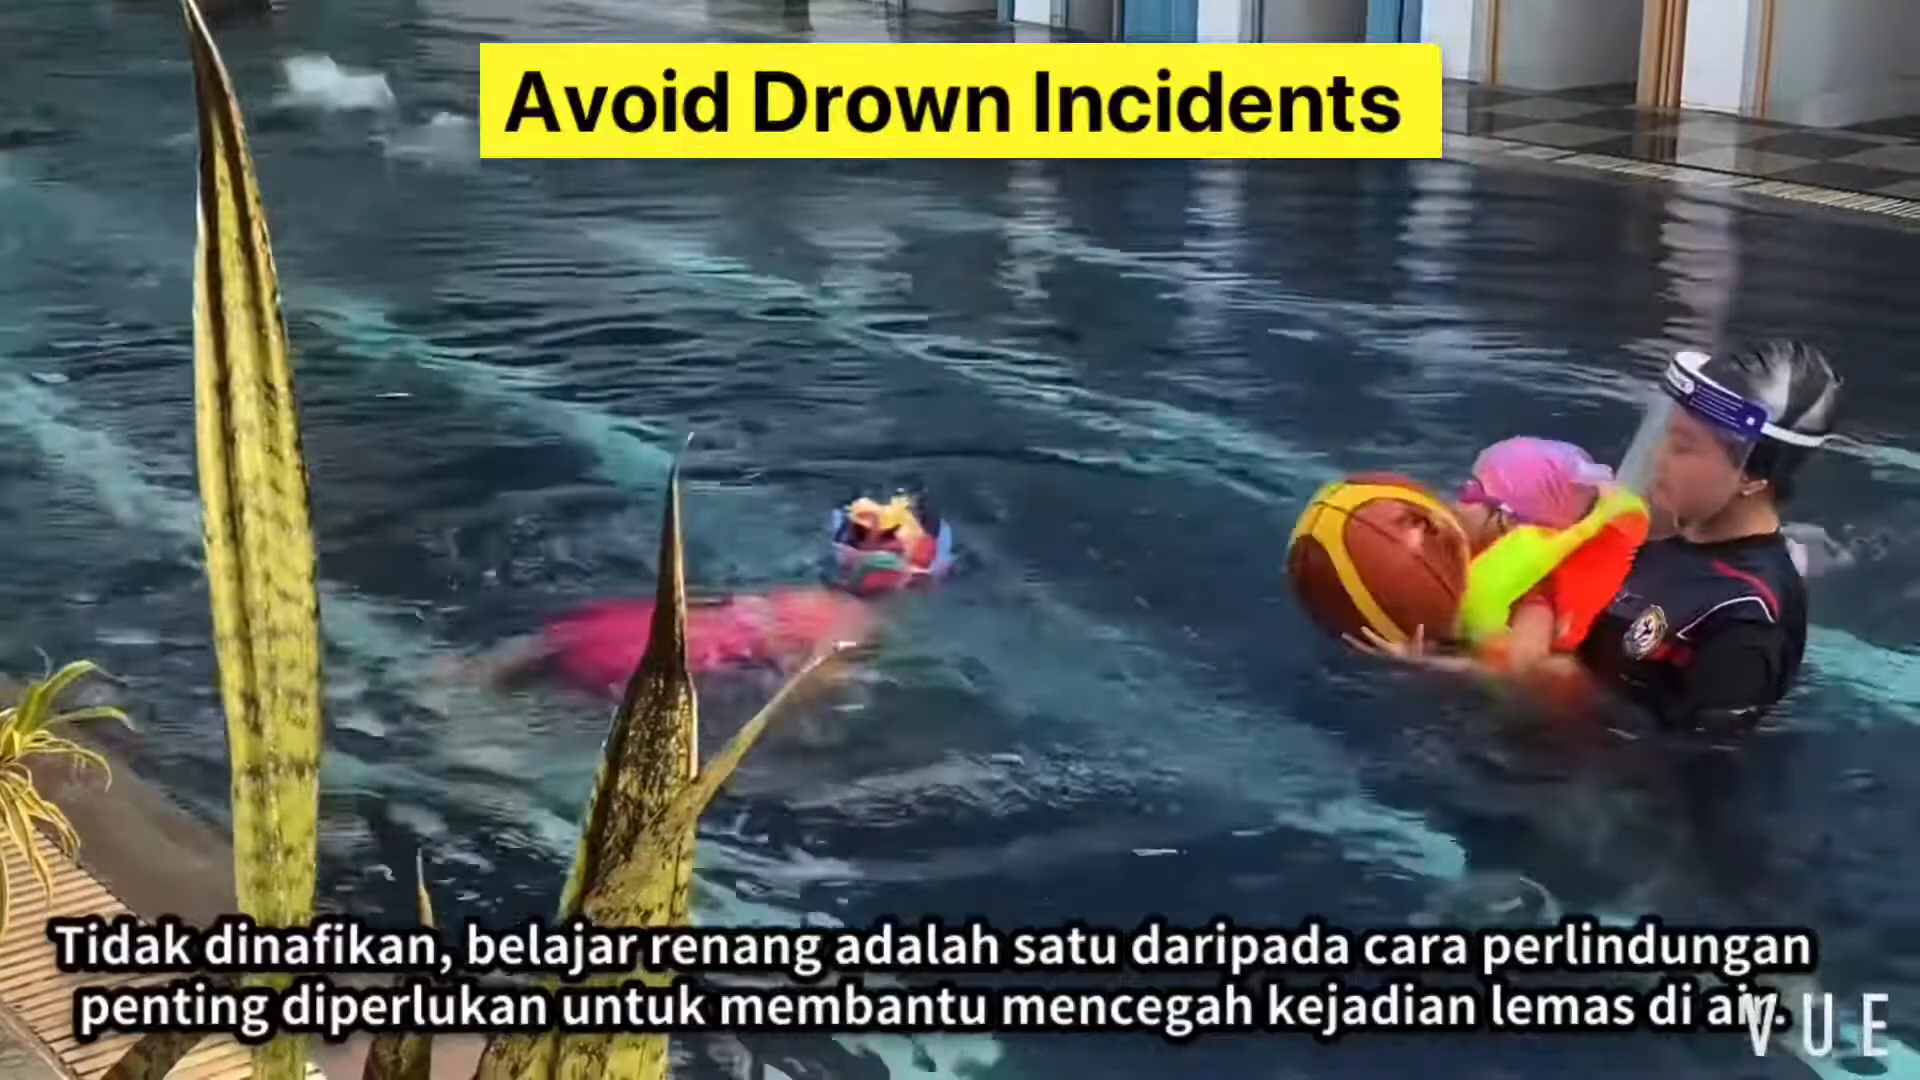 Avoid Drown Incidents
Tidak dinafikan, belajar renang adalah satu daripada cara perlindungan
penting diperlukan untuk membantu mencegah kejadian lemas di air.
VUE